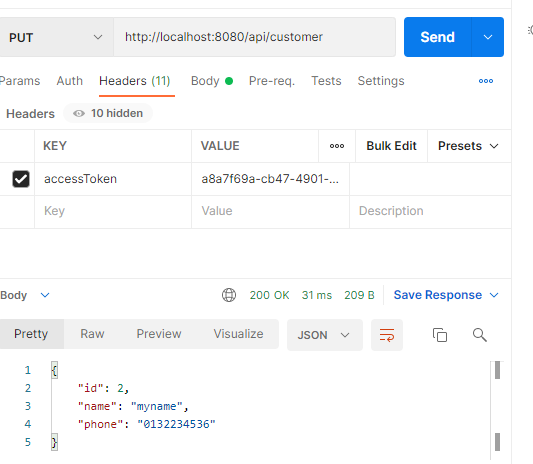 PUT http://localhost:8080/api/customer Send
Params Auth Headers (11) Body Pre-req. Tests Settings
Headers 10 hidden
KEY VALUE Bulk Edit Presets
accessToken a8a7f69a-cb47-4901-...
Key Value Description
Body 200 OK 31 ms 209 B Save Response
Pretty Raw Preview Visualize JSON
1 {
2 "id": 2,
3 "name": "myname",
4 "phone": "0132234536"
5 }